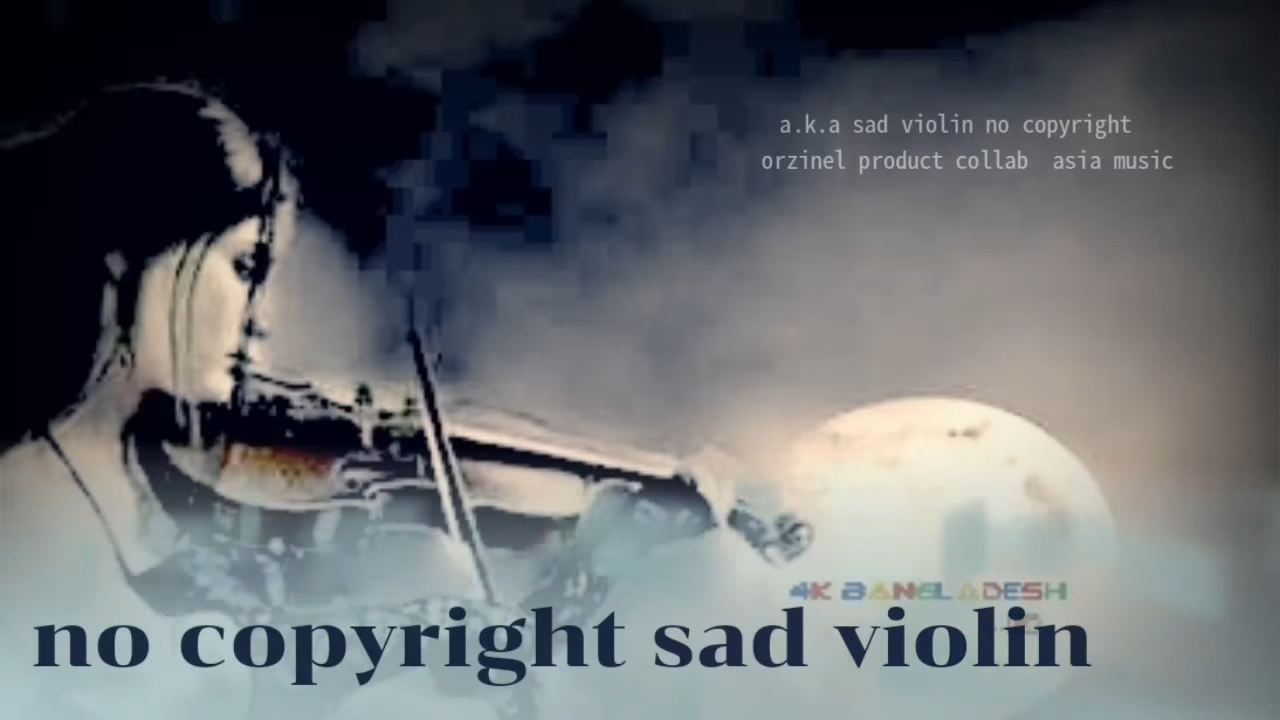 a.k.a sad violin no copyright
orzinel product collab asia music
4K BANGLADESH
no copyright sad violin